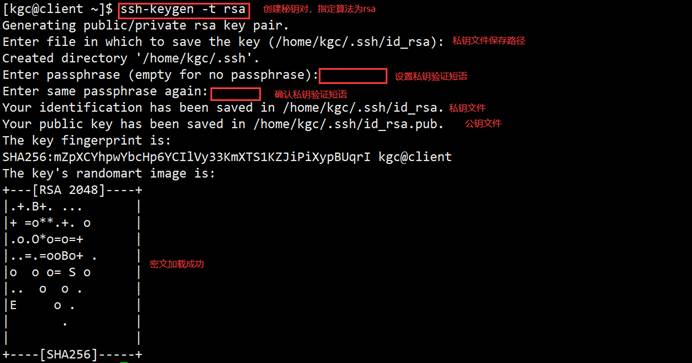 [kgc@client ~]$ ssh-keygen -t rsa 创建秘钥对，指定算法为rsa
Generating public/private rsa key pair.
Enter file in which to save the key (/home/kgc/.ssh/id_rsa): 私钥文件保存路径
Created directory '/home/kgc/.ssh'.
Enter passphrase (empty for no passphrase): 设置私钥验证短语
Enter same passphrase again: 确认私钥验证短语
Your identification has been saved in /home/kgc/.ssh/id_rsa. 私钥文件
Your public key has been saved in /home/kgc/.ssh/id_rsa.pub. 公钥文件
The key fingerprint is:
SHA256:mZpXCYhpwYbcHp6YCIlVy33KmXTS1KZJiPiXypBUqrI kgc@client
The key's randomart image is:
+---[RSA 2048]----+
|.+.B+. ...       |
|+ =o**.+. o      |
|.o.O*o=o=+       |
|..=.=ooBo+ .     |
|o  o o= S o      | 密文加载成功
|..  o  o .       |
|E      o .       |
|        .        |
|                 |
+----[SHA256]-----+